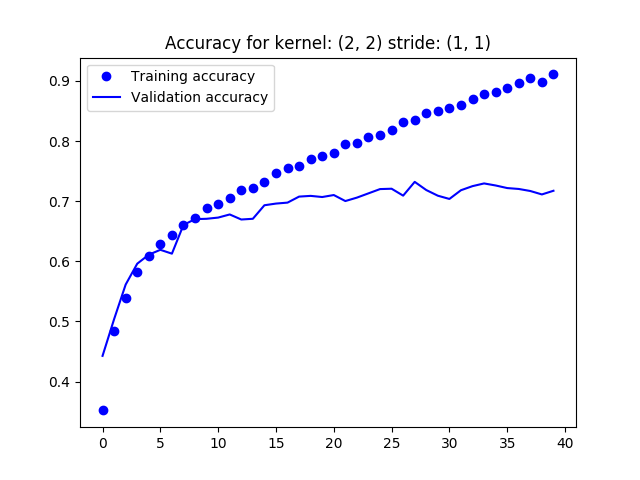 Accuracy for kernel: (2, 2) stride: (1, 1)
Training accuracy
Validation accuracy
0.9
0.8
0.7
0.6
0.5
0.4
0 5 10 15 20 25 30 35 40